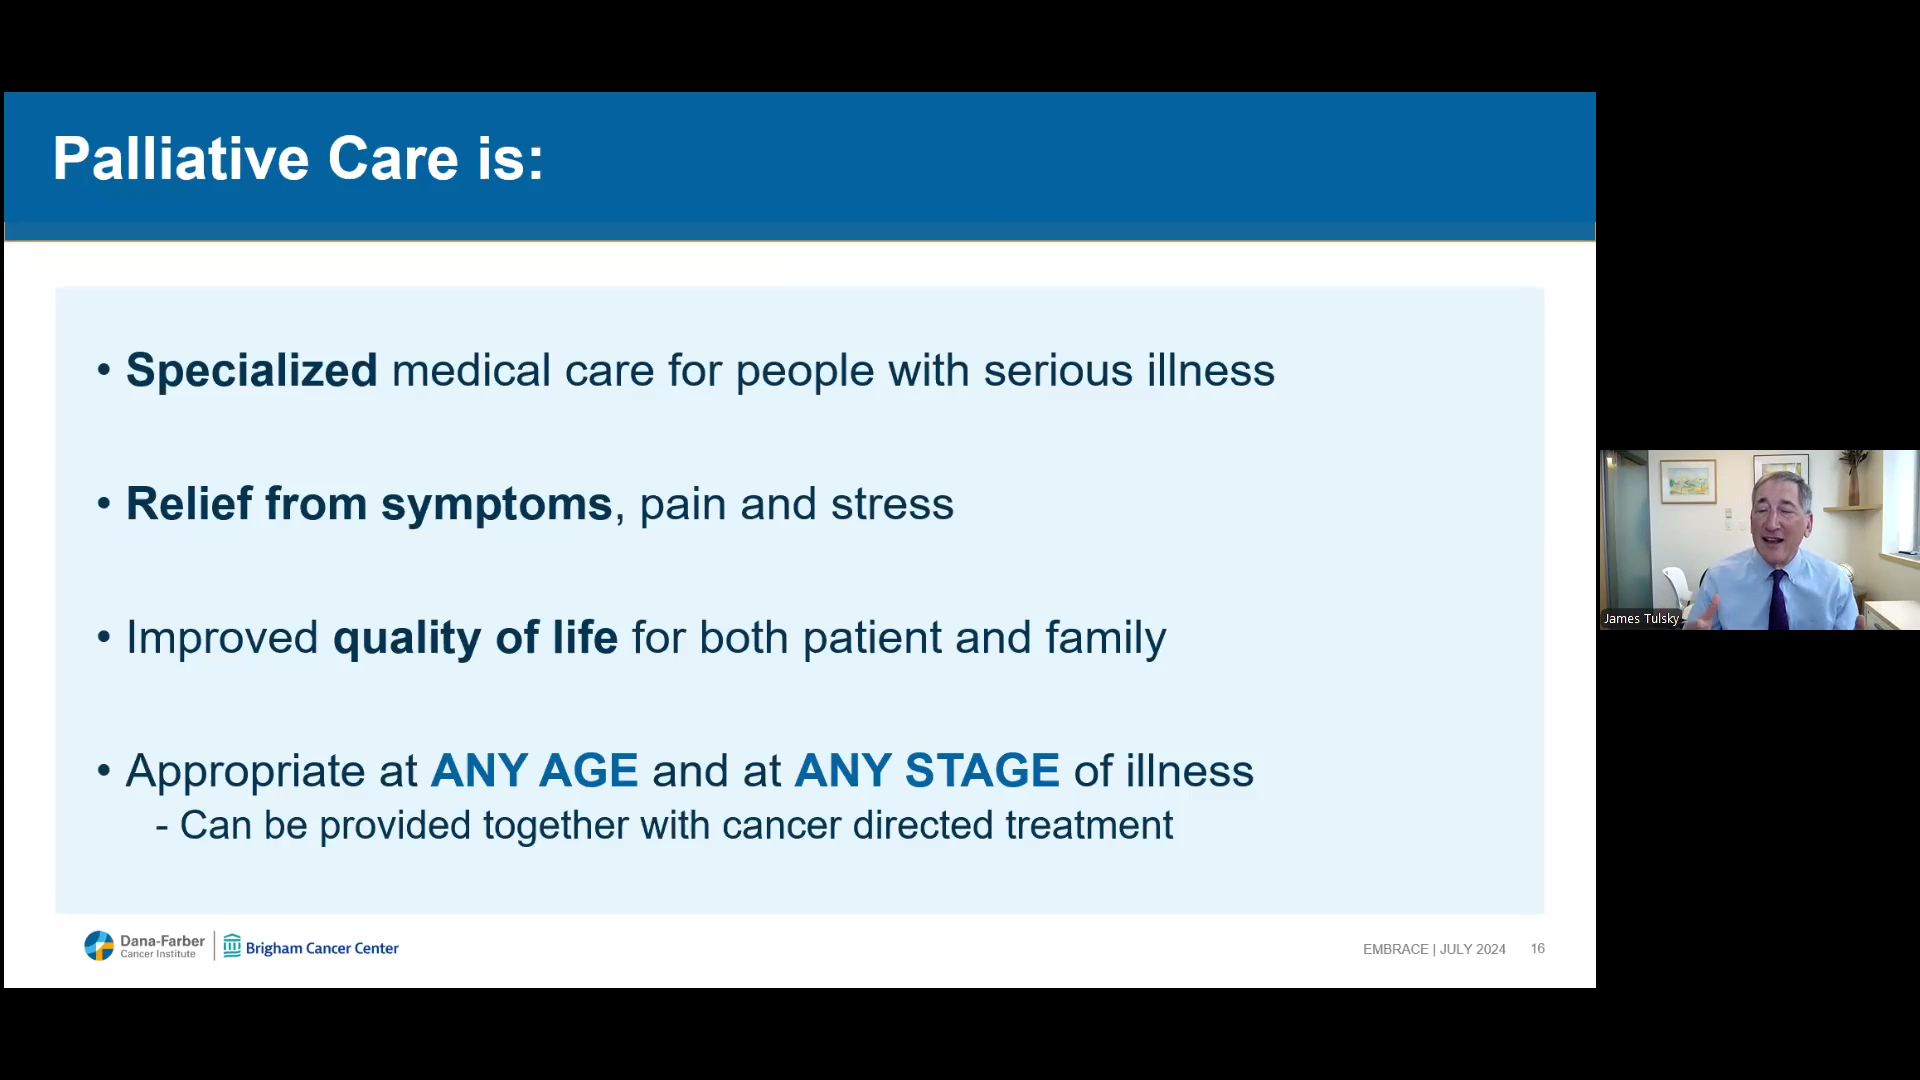 Palliative Care is:
• Specialized medical care for people with serious illness
• Relief from symptoms, pain and stress
• Improved quality of life for both patient and family
• Appropriate at ANY AGE and at ANY STAGE of illness
- Can be provided together with cancer directed treatment
Dana-Farber
Cancer Institute
Brigham Cancer Center
EMBRACE | JULY 2024 16
James Tulsky